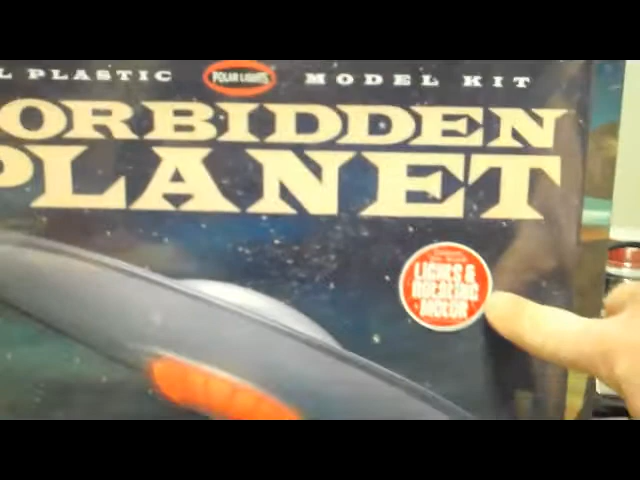 L PLASTIC POLAR LIGHTS MODEL KIT
ORBIDDEN
PLANET
LIGHTS &
ROTATING
MOTOR